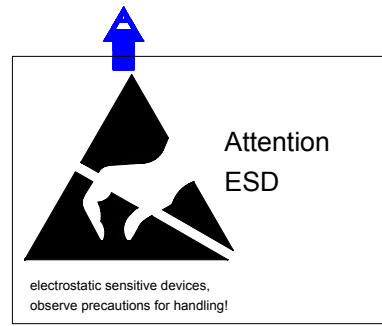 A
Attention
ESD
electrostatic sensitive devices,
observe precautions for handling!